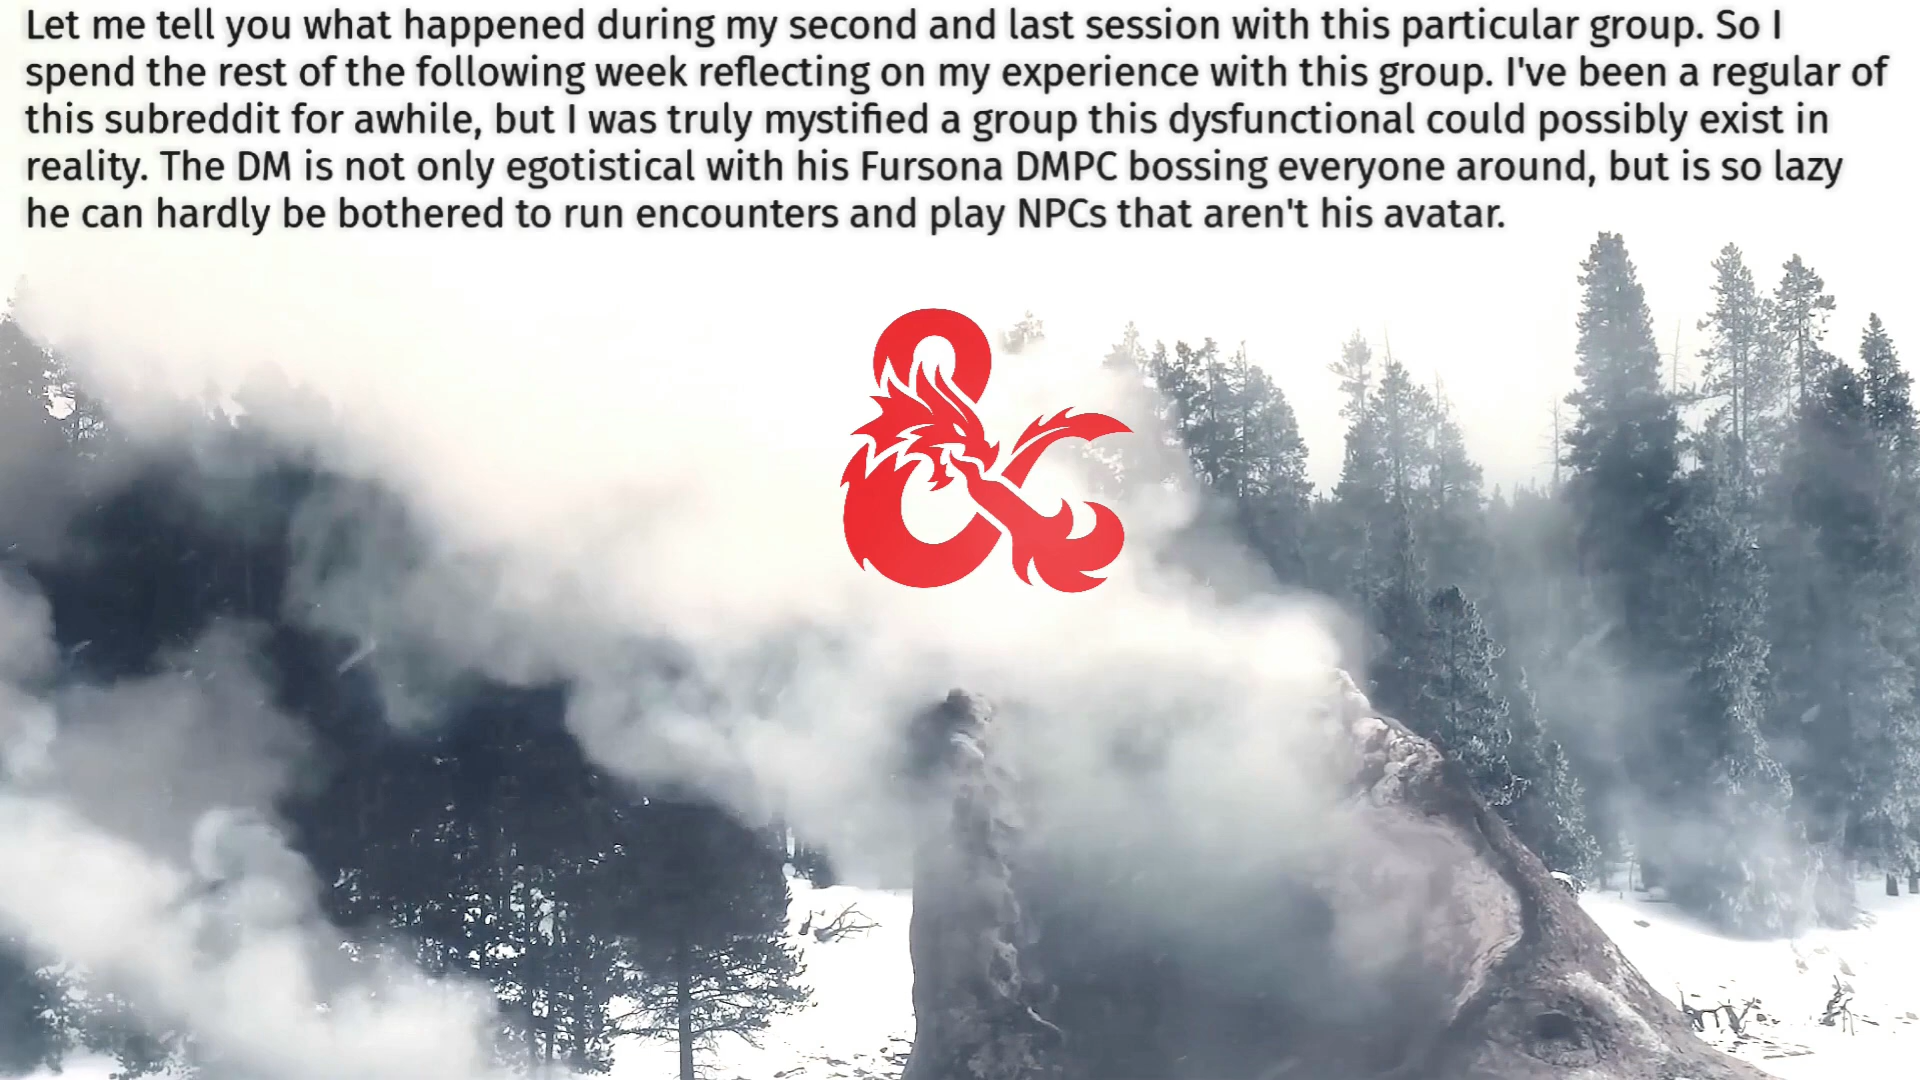 Let me tell you what happened during my second and last session with this particular group. So I
spend the rest of the following week reflecting on my experience with this group. I've been a regular of
this subreddit for awhile, but I was truly mystified a group this dysfunctional could possibly exist in
reality. The DM is not only egotistical with his Fursona DMPC bossing everyone around, but is so lazy
he can hardly be bothered to run encounters and play NPCs that aren't his avatar.